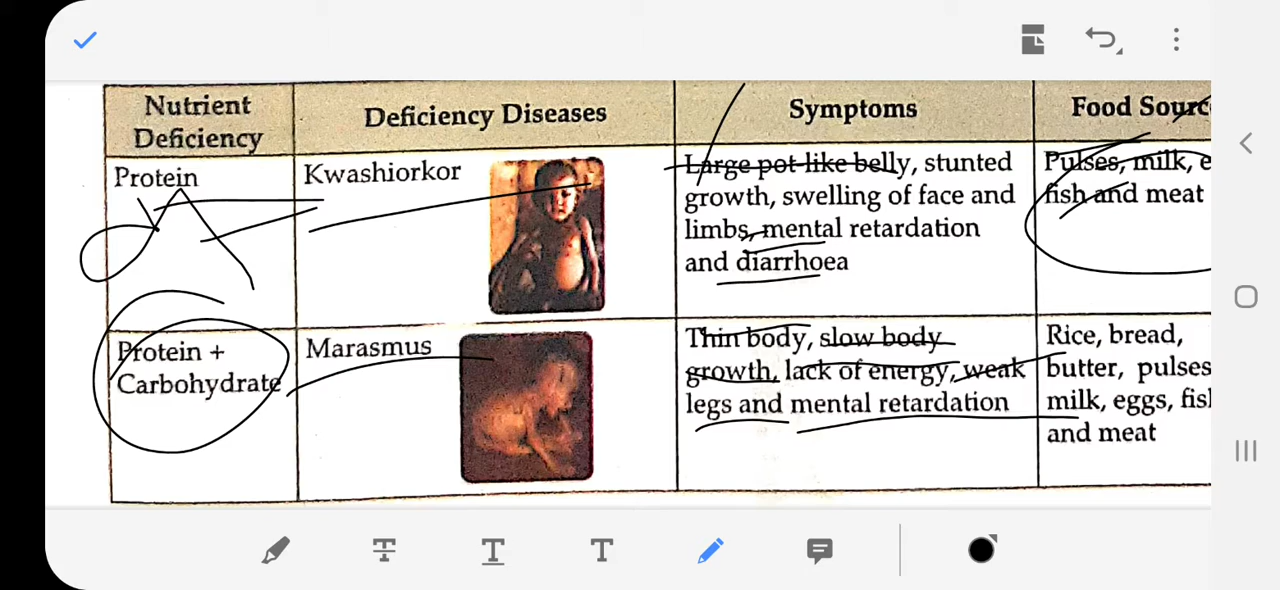 Nutrient
Deficiency
Deficiency Diseases
Symptoms
Food Sourc
Protein
Kwashiorkor
Large pot-like belly, stunted
growth, swelling of face and
limbs, mental retardation
and diarrhoea
Pulses, milk, e
fish and meat
Protein +
Carbohydrate
Marasmus
Thin body, slow body
growth, lack of energy, weak
legs and mental retardation
Rice, bread,
butter, pulses
milk, eggs, fis
and meat
T
T
T